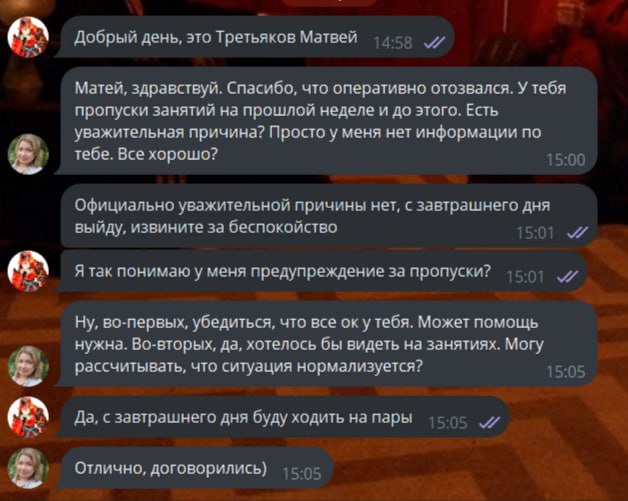 Добрый день, это Третьяков Матвей
14:58
Матей, здравствуй. Спасибо, что оперативно отозвался. У тебя
пропуски занятий на прошлой неделе и до этого. Есть
уважительная причина? Просто у меня нет информации по
тебе. Все хорошо?
15:00
Официально уважительной причины нет, с завтрашнего дня
выйду, извините за беспокойство
15:01
Я так понимаю у меня предупреждение за пропуски?
15:01
Ну, во-первых, убедиться, что все ок у тебя. Может помощь
нужна. Во-вторых, да, хотелось бы видеть на занятиях. Могу
рассчитывать, что ситуация нормализуется?
15:05
Да, с завтрашнего дня буду ходить на пары
15:05
Отлично, договорились)
15:05